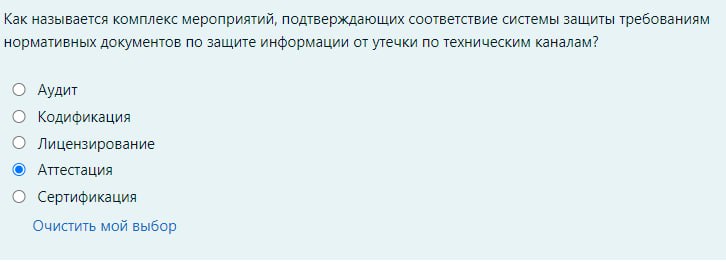 Как называется комплекс мероприятий, подтверждающих соответствие системы защиты требованиям
нормативных документов по защите информации от утечки по техническим каналам?
Аудит
Кодификация
Лицензирование
Аттестация
Сертификация
Очистить мой выбор